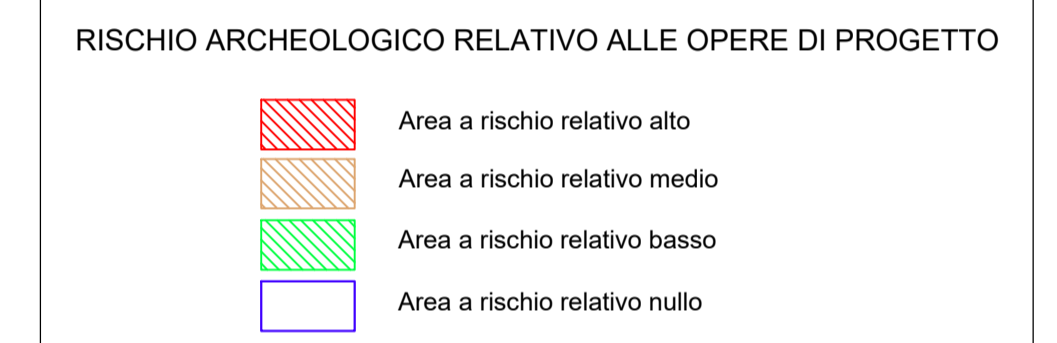 RISCHIO ARCHEOLOGICO RELATIVO ALLE OPERE DI PROGETTO
Area a rischio relativo alto
Area a rischio relativo medio
Area a rischio relativo basso
Area a rischio relativo nullo